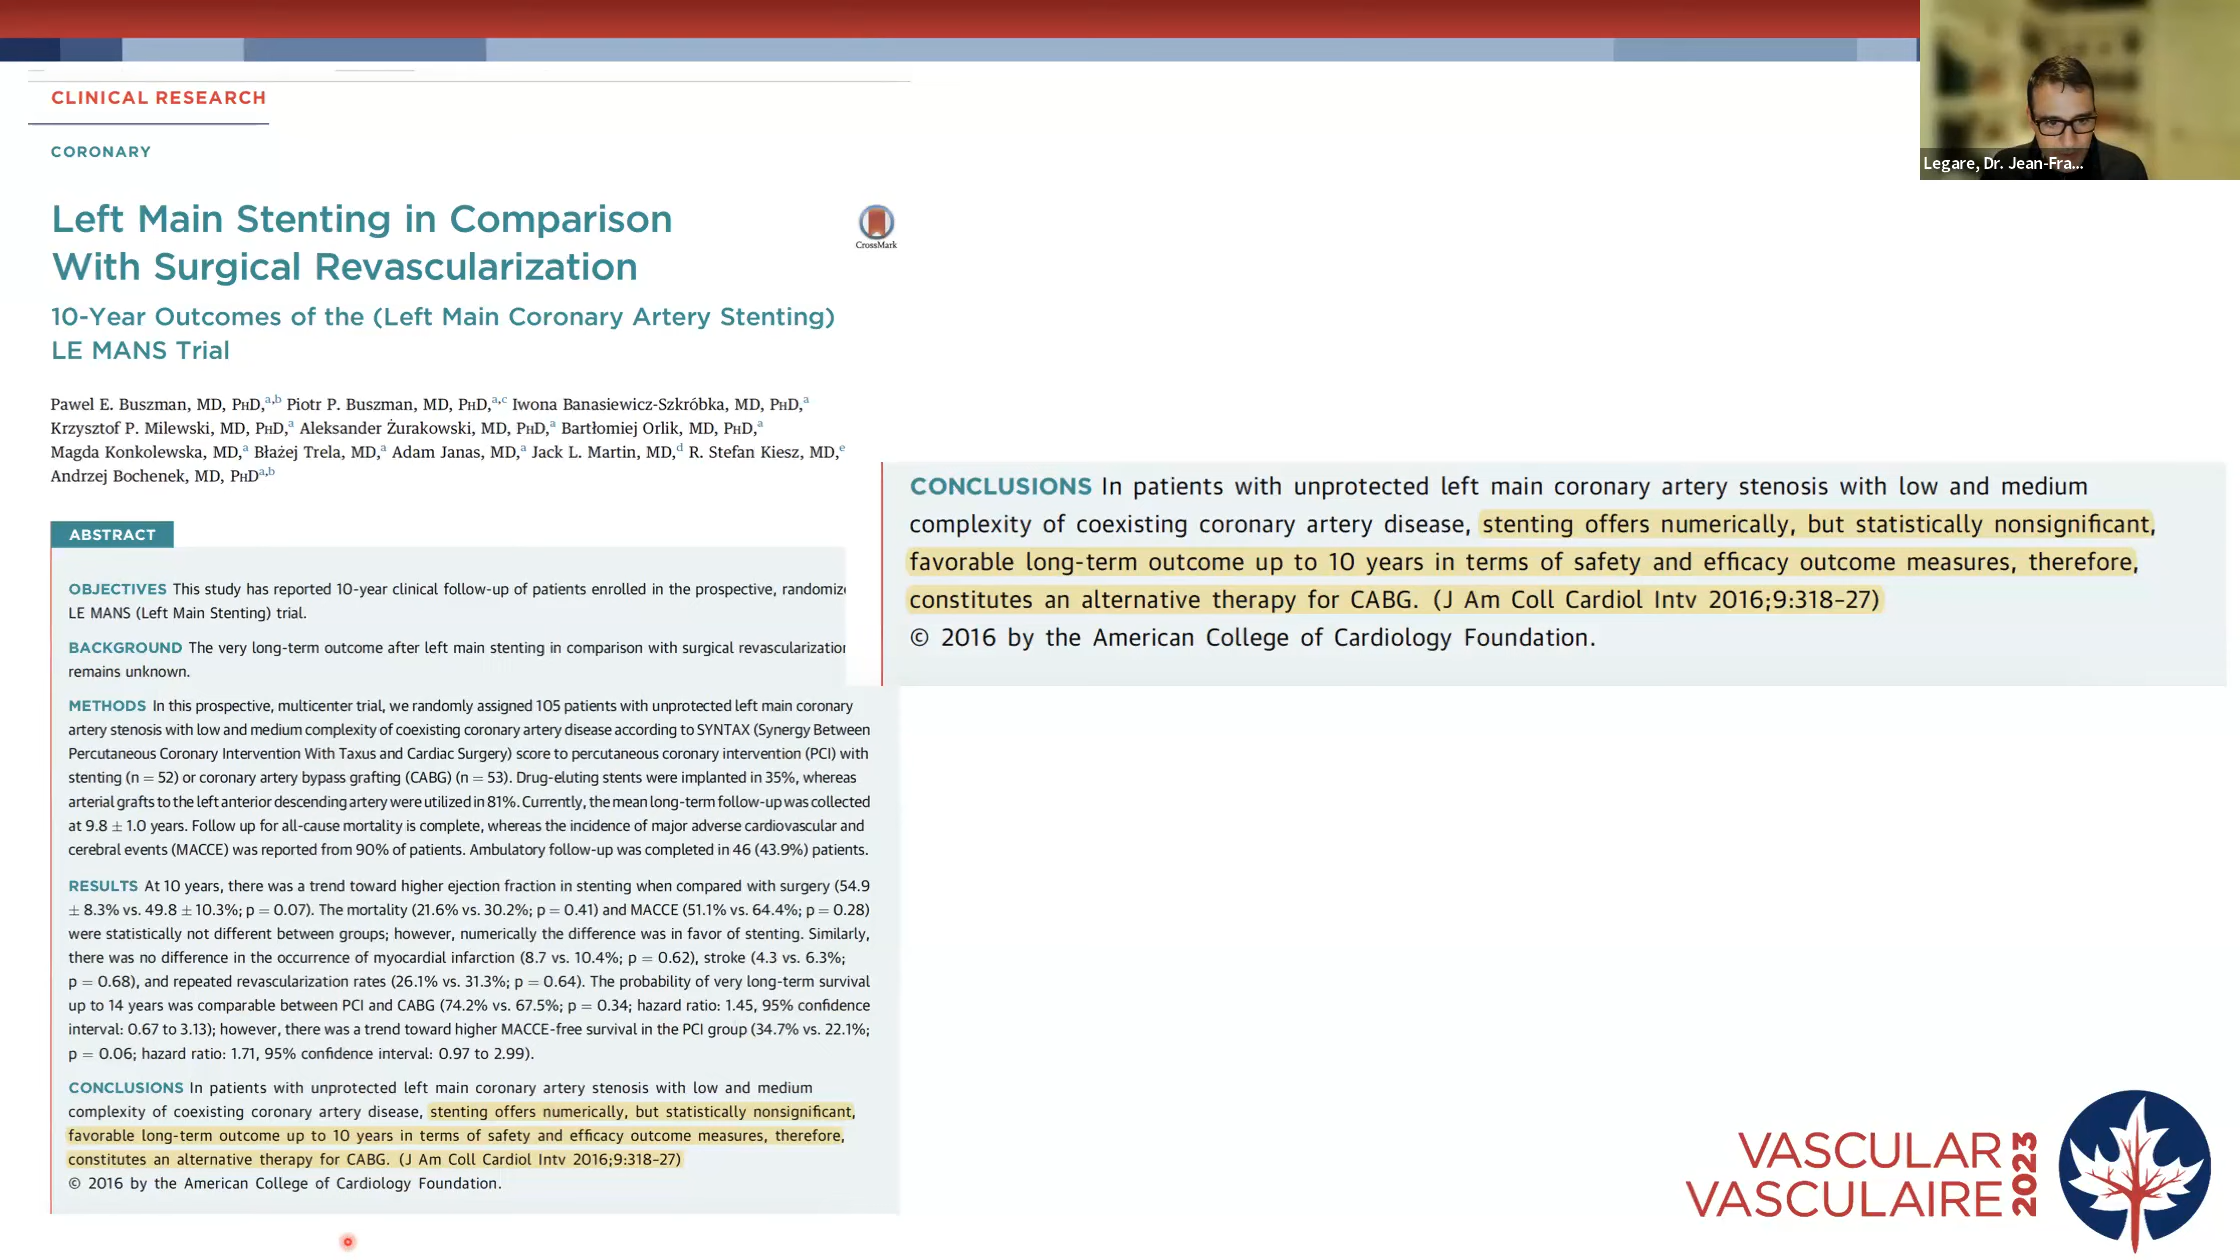 CLINICAL RESEARCH
CORONARY
Left Main Stenting in Comparison
With Surgical Revascularization
CrossMark
10-Year Outcomes of the (Left Main Coronary Artery Stenting)
LE MANS Trial
Pawel E. Buszman, MD, PHD,a,b Piotr P. Buszman, MD, PHD,a,c Iwona Banasiewicz-Szkróbka, MD, PHD,a
Krzysztof P. Milewski, MD, PHD,a Aleksander Żurakowski, MD, PHD,a Bartłomiej Orlik, MD, PHD,a
Magda Konkolewska, MD,a Błażej Trela, MD,a Adam Janas, MD,a Jack L. Martin, MD,d R. Stefan Kiesz, MD,e
Andrzej Bochenek, MD, PHDa,b
ABSTRACT
OBJECTIVES This study has reported 10-year clinical follow-up of patients enrolled in the prospective, randomize
LE MANS (Left Main Stenting) trial.
BACKGROUND The very long-term outcome after left main stenting in comparison with surgical revascularization
remains unknown.
METHODS In this prospective, multicenter trial, we randomly assigned 105 patients with unprotected left main coronary
artery stenosis with low and medium complexity of coexisting coronary artery disease according to SYNTAX (Synergy Between
Percutaneous Coronary Intervention With Taxus and Cardiac Surgery) score to percutaneous coronary intervention (PCI) with
stenting (n = 52) or coronary artery bypass grafting (CABG) (n = 53). Drug-eluting stents were implanted in 35%, whereas
arterial grafts to the left anterior descending artery were utilized in 81%. Currently, the mean long-term follow-up was collected
at 9.8 ± 1.0 years. Follow up for all-cause mortality is complete, whereas the incidence of major adverse cardiovascular and
cerebral events (MACCE) was reported from 90% of patients. Ambulatory follow-up was completed in 46 (43.9%) patients.
RESULTS At 10 years, there was a trend toward higher ejection fraction in stenting when compared with surgery (54.9
± 8.3% vs. 49.8 ± 10.3%; p = 0.07). The mortality (21.6% vs. 30.2%; p = 0.41) and MACCE (51.1% vs. 64.4%; p = 0.28)
were statistically not different between groups; however, numerically the difference was in favor of stenting. Similarly,
there was no difference in the occurrence of myocardial infarction (8.7 vs. 10.4%; p = 0.62), stroke (4.3 vs. 6.3%;
p = 0.68), and repeated revascularization rates (26.1% vs. 31.3%; p = 0.64). The probability of very long-term survival
up to 14 years was comparable between PCI and CABG (74.2% vs. 67.5%; p = 0.34; hazard ratio: 1.45, 95% confidence
interval: 0.67 to 3.13); however, there was a trend toward higher MACCE-free survival in the PCI group (34.7% vs. 22.1%;
p = 0.06; hazard ratio: 1.71, 95% confidence interval: 0.97 to 2.99).
CONCLUSIONS In patients with unprotected left main coronary artery stenosis with low and medium
complexity of coexisting coronary artery disease, stenting offers numerically, but statistically nonsignificant,
favorable long-term outcome up to 10 years in terms of safety and efficacy outcome measures, therefore,
constitutes an alternative therapy for CABG. (J Am Coll Cardiol Intv 2016;9:318-27)
© 2016 by the American College of Cardiology Foundation.
CONCLUSIONS In patients with unprotected left main coronary artery stenosis with low and medium
complexity of coexisting coronary artery disease, stenting offers numerically, but statistically nonsignificant,
favorable long-term outcome up to 10 years in terms of safety and efficacy outcome measures, therefore,
constitutes an alternative therapy for CABG. (J Am Coll Cardiol Intv 2016;9:318-27)
© 2016 by the American College of Cardiology Foundation.
Legare, Dr. Jean-Fra...
VASCULAR
VASCULAIRE
2023